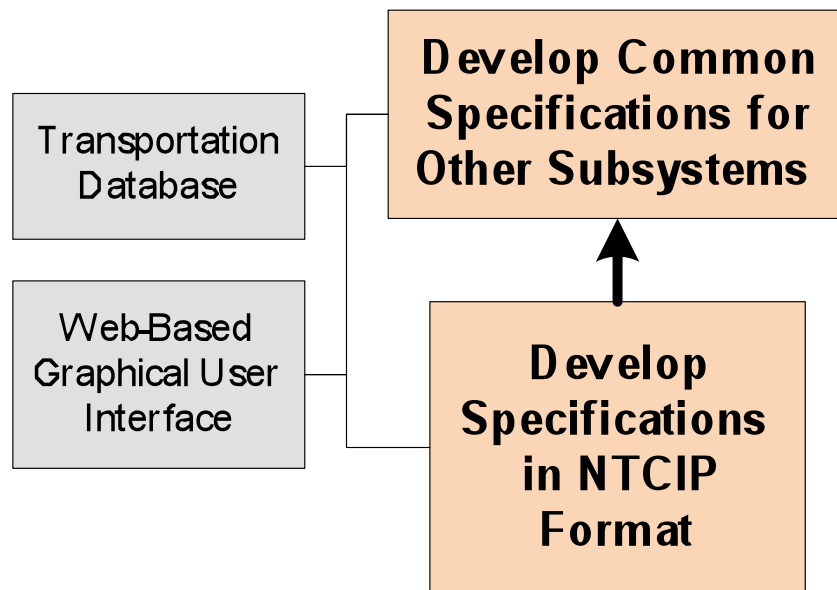 Develop Common
Specifications for
Other Subsystems
Transportation
Database
Web-Based
Graphical User
Interface
Develop
Specifications
in NTCIP
Format